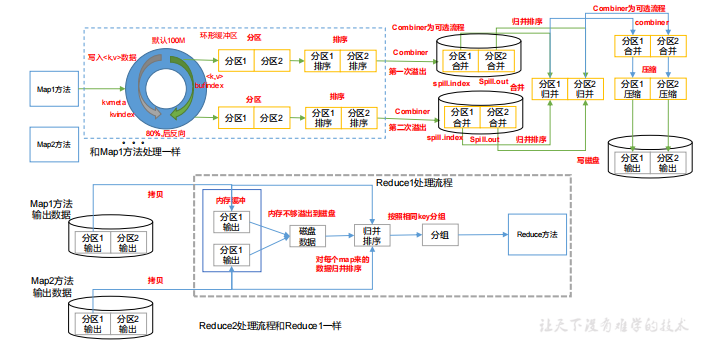 Combiner为可选流程
默认100M
环形缓冲区
分区
排序
Combiner为可选流程
归并排序
combiner
写入<k,v>数据
分区1
分区2
分区1
排序
分区2
排序
Combiner
第一次溢出
分区1
合并
分区2
合并
分区1
合并
分区2
合并
<k,v>
bufindex
spill.index
Spill.out
压缩
Map1方法
kvmeta
kvindex
合并
分区1
归并
分区2
归并
分区1
压缩
分区2
压缩
分区
排序
分区1
分区2
分区1
排序
分区2
排序
Combiner
第二次溢出
分区1
合并
分区2
合并
80%,后反向
spill.index
Spill.out
归并排序
Map2方法
• • •
和Map1方法处理一样
写磁盘
分区1
输出
分区2
输出
Reduce1处理流程
Map1方法
输出数据
拷贝
内存缓冲
分区1
输出
内存不够溢出到磁盘
按照相同key分组
分区1
输出
分区2
输出
磁盘
数据
归并
排序
分组
Reduce方法
分区1
输出
对每个map来的
数据归并排序
Map2方法
输出数据
拷贝
分区1
输出
分区2
输出
Reduce2处理流程和Reduce1一样
让天下没有难学的技术